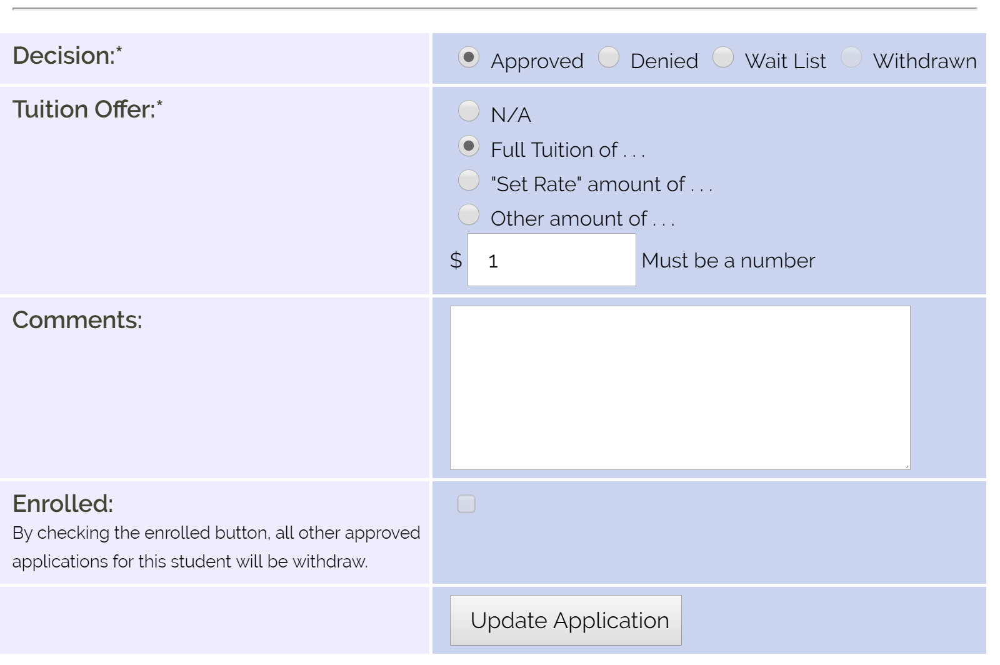 Decision:*
Approved Denied Wait List Withdrawn
Tuition Offer:*
N/A
Full Tuition of . . .
"Set Rate" amount of . . .
Other amount of . . .
$ 1 Must be a number
Comments:
Enrolled:
By checking the enrolled button, all other approved
applications for this student will be withdraw.
Update Application